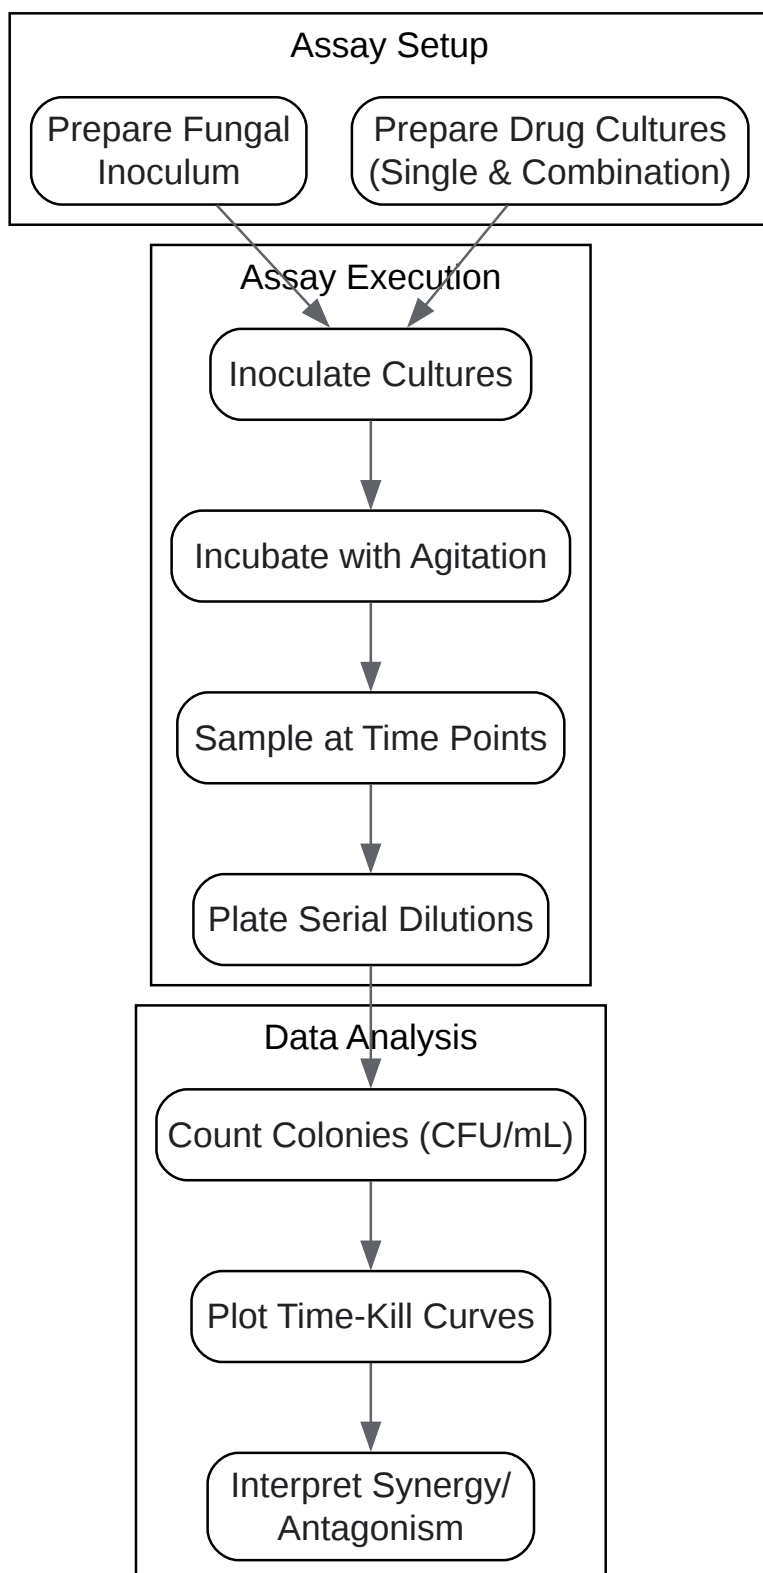 Assay Setup
Prepare Fungal
Inoculum
Prepare Drug Cultures
(Single & Combination)
Assay Execution
Inoculate Cultures
Incubate with Agitation
Sample at Time Points
Plate Serial Dilutions
Data Analysis
Count Colonies (CFU/mL)
Plot Time-Kill Curves
Interpret Synergy/
Antagonism